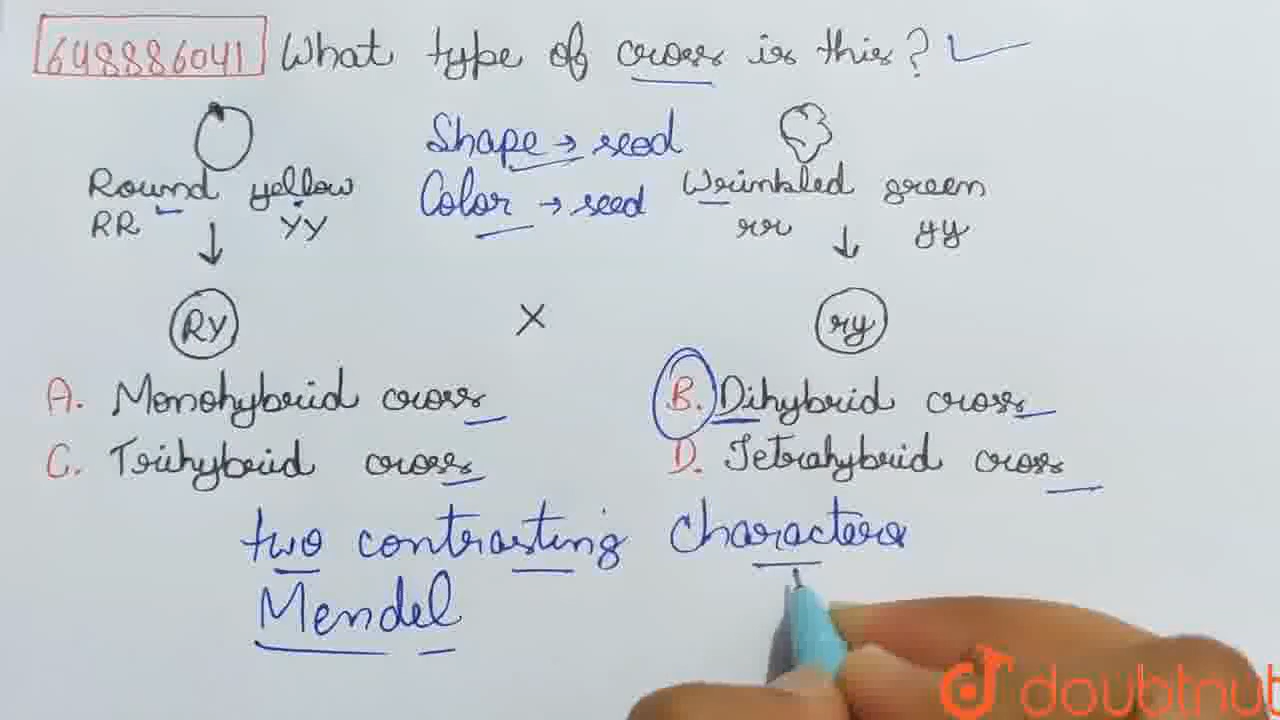 648886041 What type of cross is this?
Shape → seed
Round yellow Color → seed Wrinkled green
RR YY rr yy
RY X ry
A. Monohybrid cross B. Dihybrid cross
C. Trihybrid cross D. Tetrahybrid cross
two contrasting characters
Mendel
doubtnut